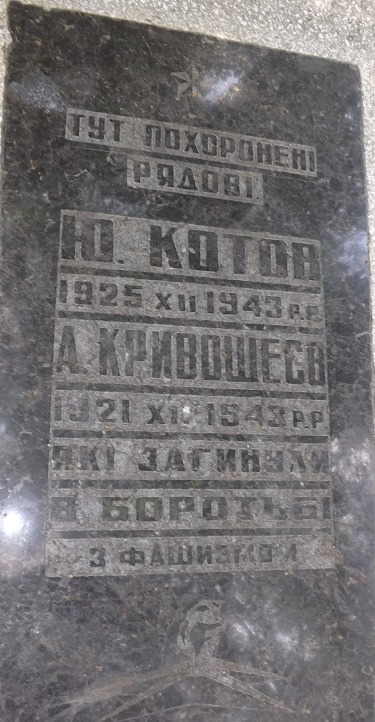 ТУТ ПОХОРОНЕНІ
РЯДОВІ
Ю. КОТОВ
1925 XII 1943 Р.Р.
А. КРИВОШЕЄВ
1921 XII 1943 Р.Р
ЯКІ ЗАГИНУЛИ
В БОРОТЬБІ
З ФАШИЗМОМ